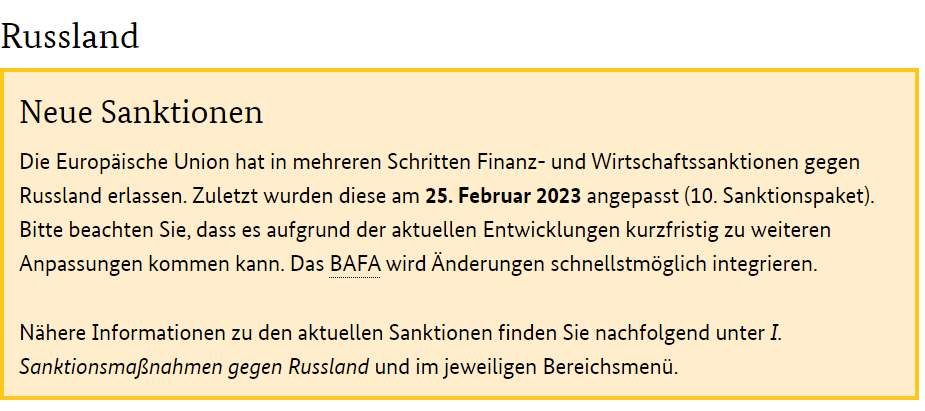 Russland
Neue Sanktionen
Die Europäische Union hat in mehreren Schritten Finanz- und Wirtschaftssanktionen gegen
Russland erlassen. Zuletzt wurden diese am 25. Februar 2023 angepasst (10. Sanktionspaket).
Bitte beachten Sie, dass es aufgrund der aktuellen Entwicklungen kurzfristig zu weiteren
Anpassungen kommen kann. Das BAFA wird Änderungen schnellstmöglich integrieren.
Nähere Informationen zu den aktuellen Sanktionen finden Sie nachfolgend unter I.
Sanktionsmaßnahmen gegen Russland und im jeweiligen Bereichsmenü.